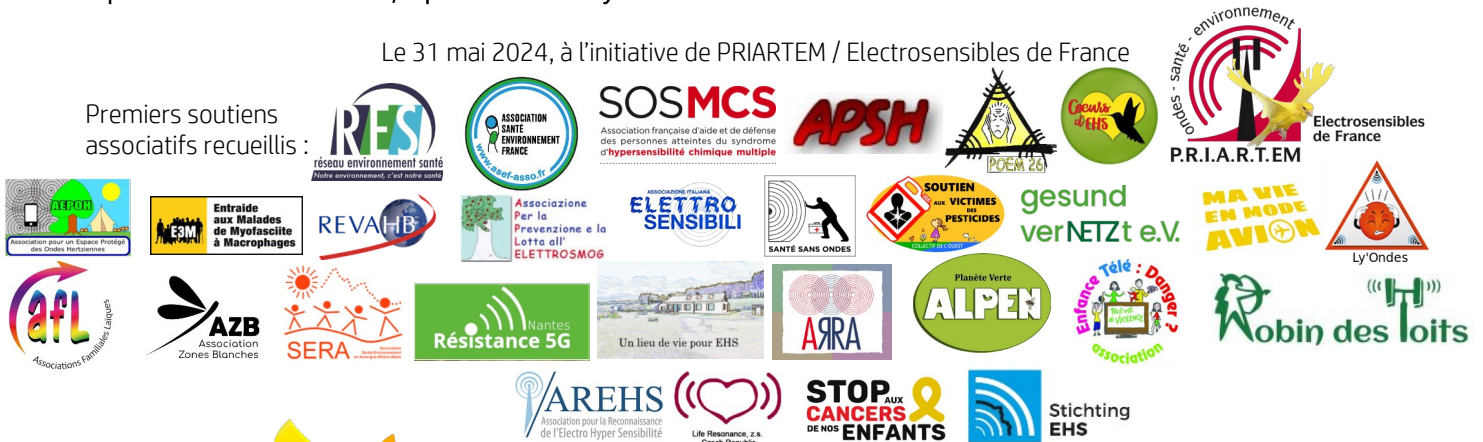 Le 31 mai 2024, à l'initiative de PRIARTEM / Electrosensibles de France
Premiers soutiens
associatifs recueillis :
RES
réseau environnement santé
Notre environnement, c'est notre santé
ASSOCIATION
SANTÉ
ENVIRONNEMENT
FRANCE
www.asef-asso.fr
SOSMCS
Association française d'aide et de défense
des personnes atteintes du syndrome
d'hypersensibilité chimique multiple
APSH
POEM 26
Coeurs
d'EHS
ondes - santé - environnement
P.R.I.A.R.T.EM
Electrosensibles
de France
AEPOH
Association pour un Espace Protégé
des Ondes Hertziennes
E3M
Entraide
aux Malades
de Myofasciite
à Macrophages
REVAHB
Associazione
Per la
Prevenzione e la
Lotta all'
ELETTROSMOG
ASSOCIAZIONE ITALIANA
ELETTRO
SENSIBILI
SANTÉ SANS ONDES
SOUTIEN
AUX VICTIMES
DES
PESTICIDES
COLLECTIF DE L'OUEST
gesund
verNETZt e.V.
MA VIE
EN MODE
AVION
Ly'Ondes
afL
Associations Familiales Laïques
AZB
Association
Zones Blanches
SERA
Nantes
Résistance 5G
Un lieu de vie pour EHS
ARRA
Planète Verte
ALPEN
Enfance Télé : Danger ?
TRÊVE
DE VIOLENCE
association
Robin des Toits
AREHS
Association pour la Reconnaissance
de l'Electro Hyper Sensibilité
Life Resonance, z.s.
Czech Republic
STOP AUX
CANCERS
DE NOS ENFANTS
Stichting
EHS